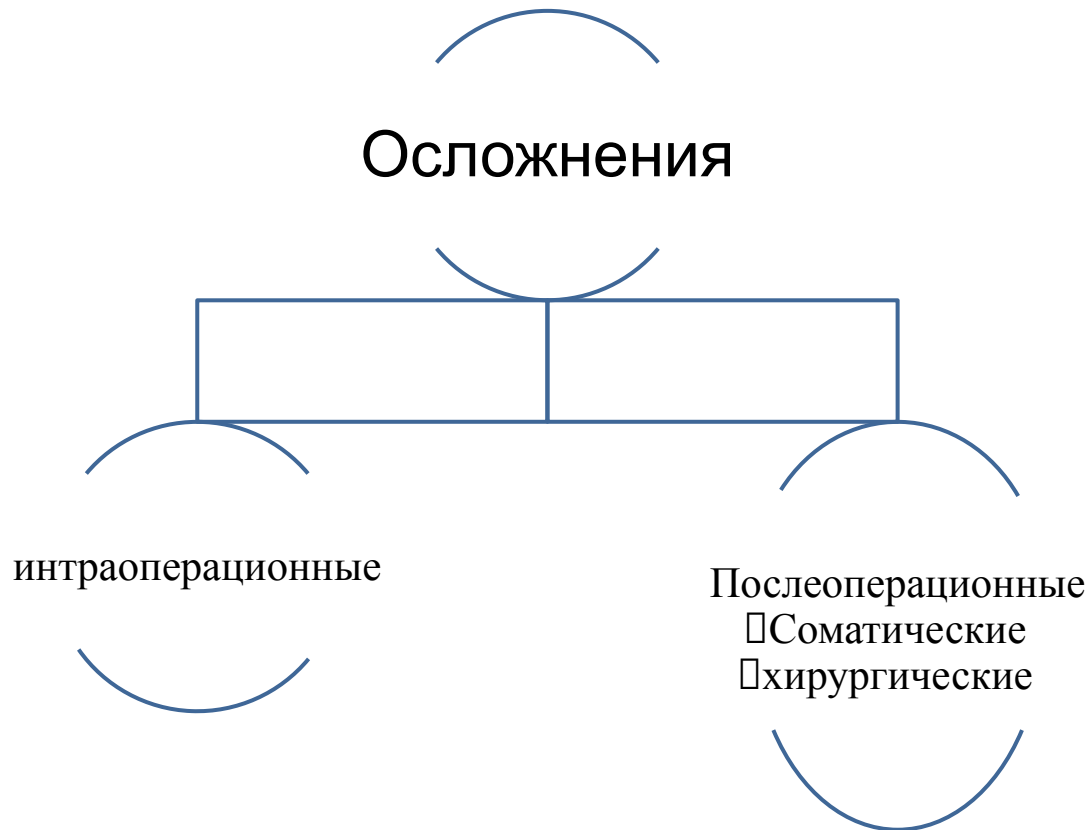 Осложнения
интраоперационные
Послеоперационные
Соматические
хирургические